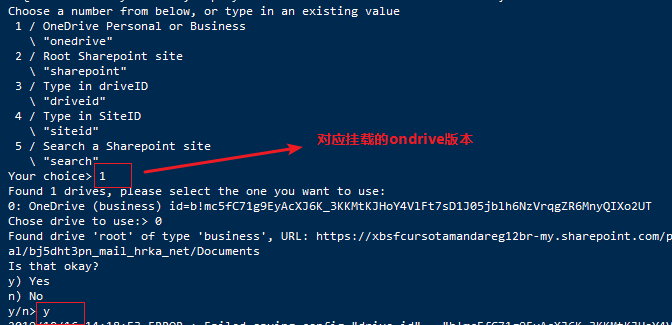 Choose a number from below, or type in an existing value
1 / OneDrive Personal or Business
\ "onedrive"
2 / Root Sharepoint site
\ "sharepoint"
3 / Type in driveID
\ "driveid"
4 / Type in SiteID
\ "siteid"
5 / Search a Sharepoint site
\ "search"
对应挂载的ondrive版本
Your choice> 1
Found 1 drives, please select the one you want to use:
0: OneDrive (business) id=b!mc5fC71g9EyAcXJ6K_3KKMtKJHoY4VlFt7sD1J05jblh6NzVrqgZR6MnyQIXo2UT
Chose drive to use:> 0
Found drive 'root' of type 'business', URL: https://xbsfcursotamandareg12br-my.sharepoint.com/p
al/bj5dht3pn_mail_hrka_net/Documents
Is that okay?
y) Yes
n) No
y/n> y